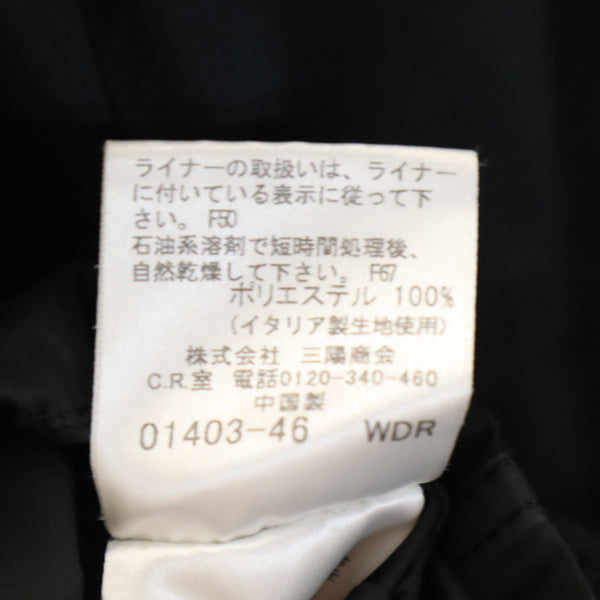 ライナーの取扱いは、ライナー
に付いている表示に従って下
さい。 F50
石油系溶剤で短時間処理後、
自然乾燥して下さい。 F67
ポリエステル 100%
(イタリア製生地使用)
株式会社 三陽商会
C.R.室 電話0120-340-460
中国製
01403-46 WDR